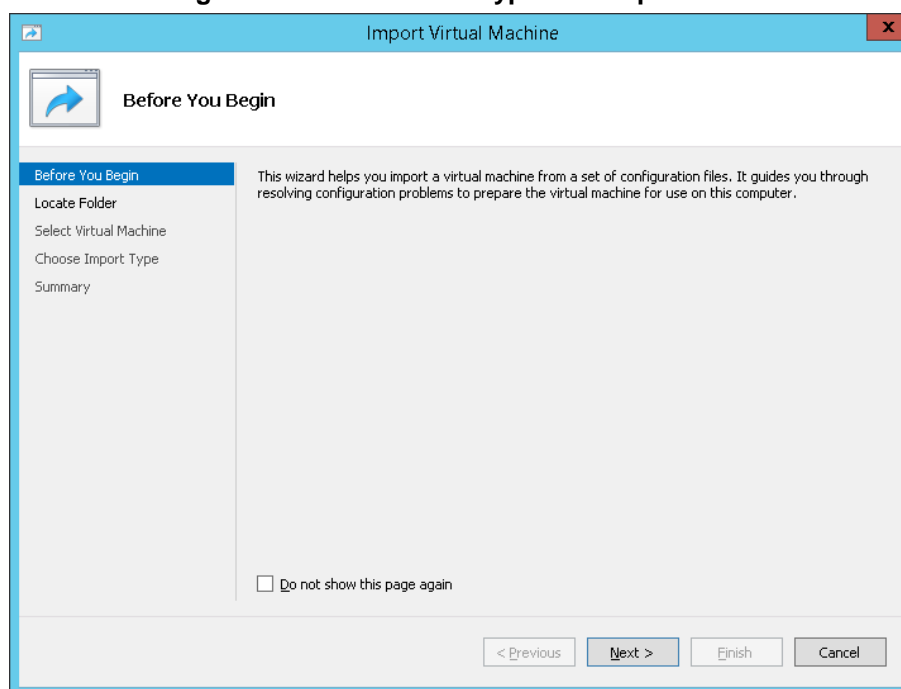 Import Virtual Machine
x
Before You Begin
Before You Begin
Locate Folder
Select Virtual Machine
Choose Import Type
Summary
This wizard helps you import a virtual machine from a set of configuration files. It guides you through
resolving configuration problems to prepare the virtual machine for use on this computer.
Do not show this page again
< Previous
Next >
Finish
Cancel